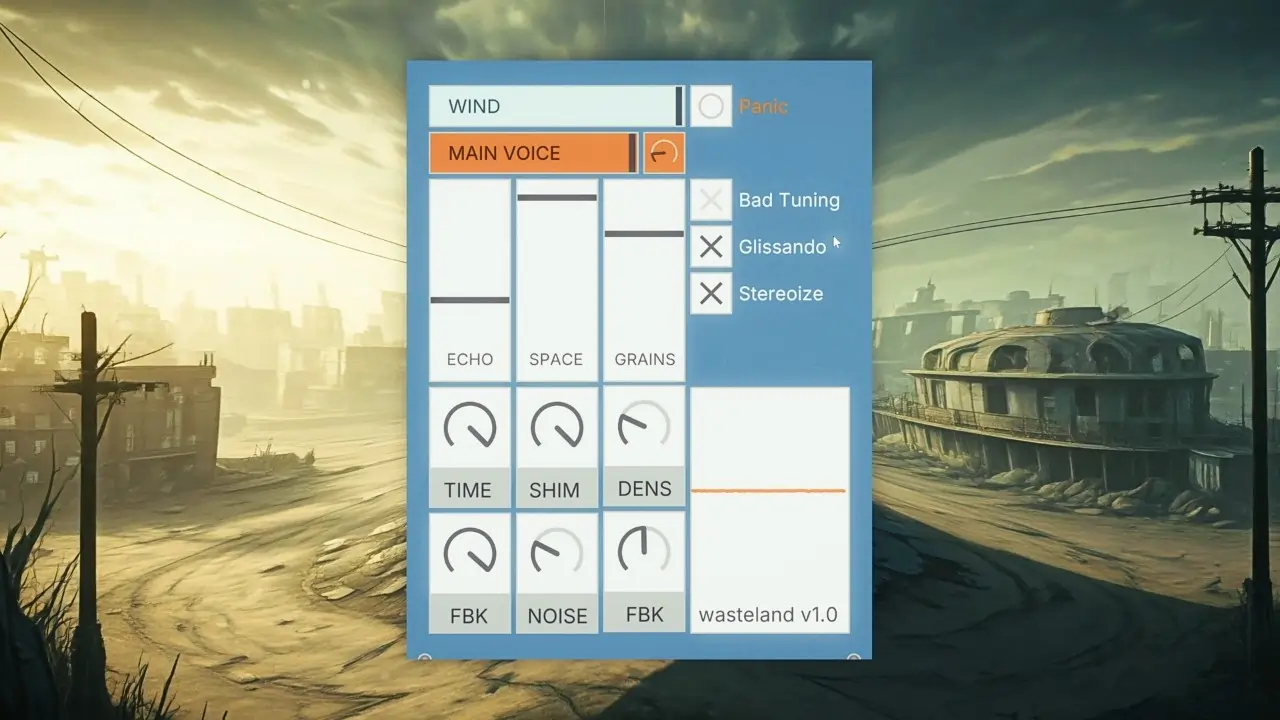 WIND
Panic
MAIN VOICE
Bad Tuning
Glissando
Stereoize
ECHO
SPACE
GRAINS
TIME
SHIM
DENS
FBK
NOISE
FBK
wasteland v1.0